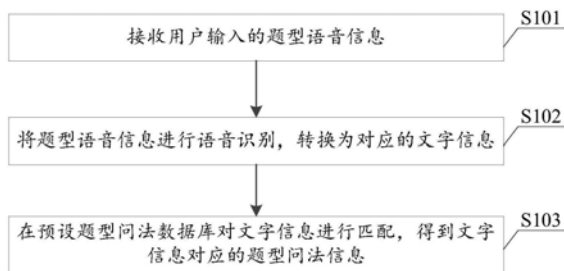 S101
接收用户输入的题型语音信息
S102
将题型语音信息进行语音识别，转换为对应的文字信息
S103
在预设题型问法数据库对文字信息进行匹配，得到文字
信息对应的题型问法信息